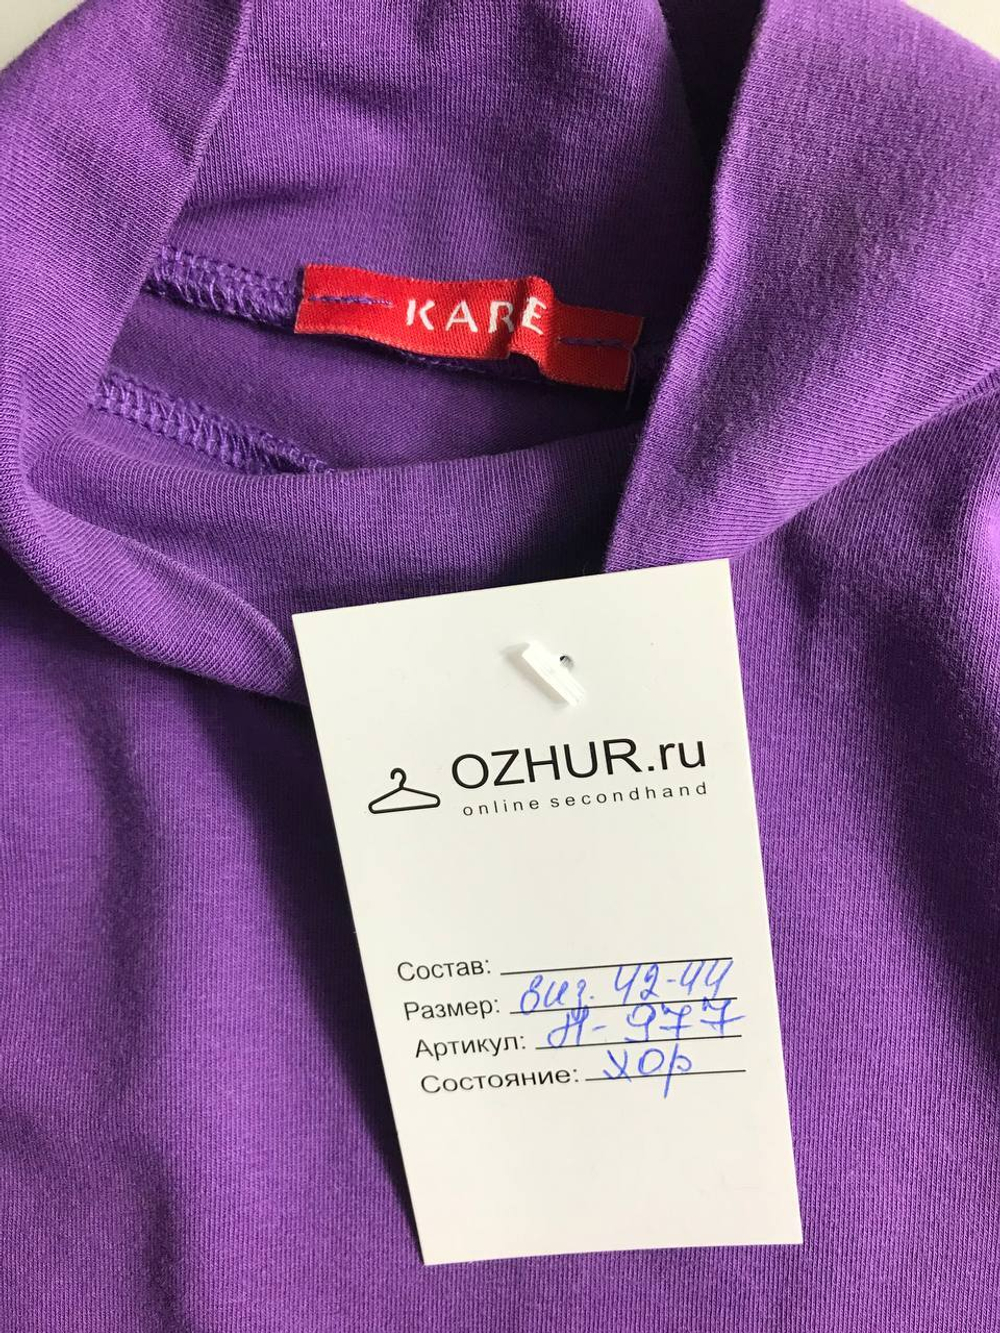 KARE
OZHUR.ru
online secondhand
Состав:
Размер: виз. 42-44
Артикул: Н-977
Состояние: хор